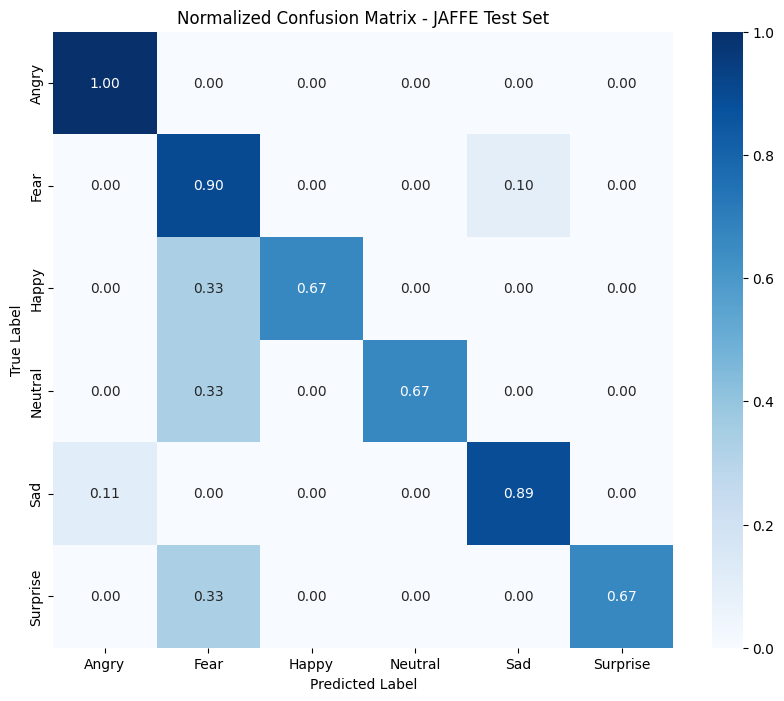 Normalized Confusion Matrix - JAFFE Test Set
True Label
Angry 1.00 0.00 0.00 0.00 0.00 0.00
Fear 0.00 0.90 0.00 0.00 0.10 0.00
Happy 0.00 0.33 0.67 0.00 0.00 0.00
Neutral 0.00 0.33 0.00 0.67 0.00 0.00
Sad 0.11 0.00 0.00 0.00 0.89 0.00
Surprise 0.00 0.33 0.00 0.00 0.00 0.67
Angry Fear Happy Neutral Sad Surprise
Predicted Label
1.0
0.8
0.6
0.4
0.2
0.0